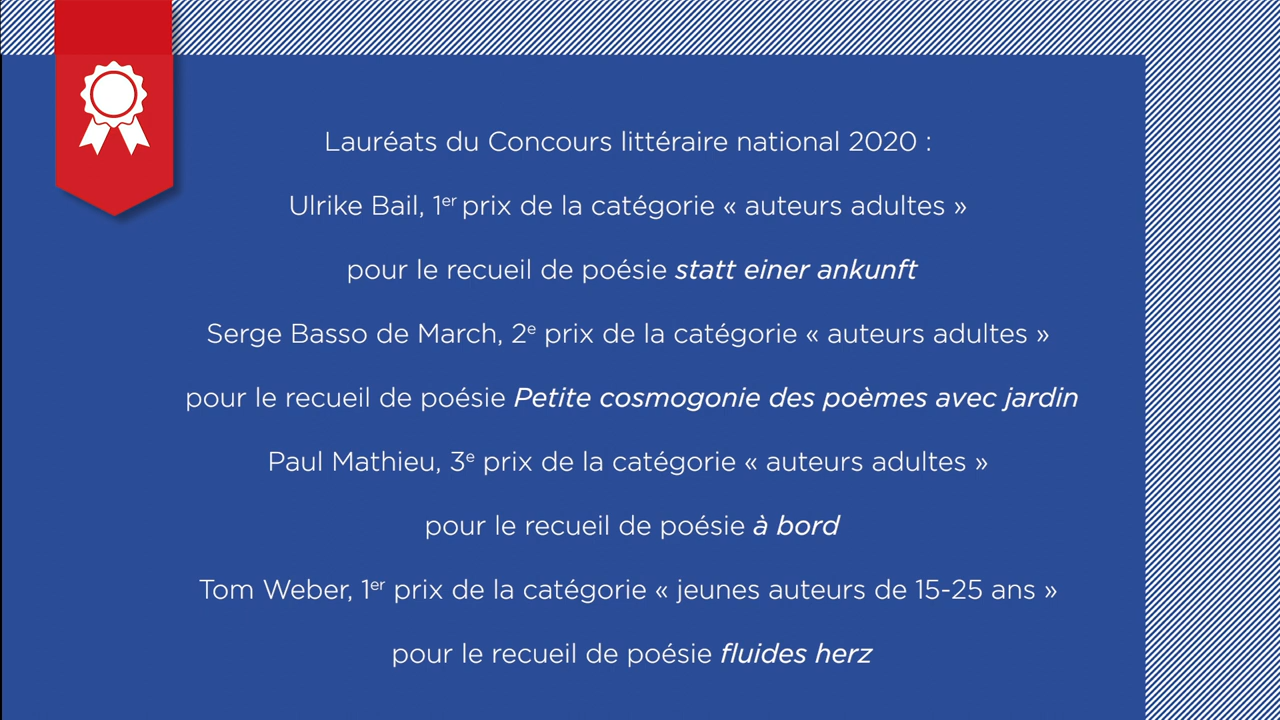 Lauréats du Concours littéraire national 2020 :
Ulrike Bail, 1er prix de la catégorie « auteurs adultes »
pour le recueil de poésie statt einer ankunft
Serge Basso de March, 2e prix de la catégorie « auteurs adultes »
pour le recueil de poésie Petite cosmogonie des poèmes avec jardin
Paul Mathieu, 3e prix de la catégorie « auteurs adultes »
pour le recueil de poésie à bord
Tom Weber, 1er prix de la catégorie « jeunes auteurs de 15-25 ans »
pour le recueil de poésie fluides herz